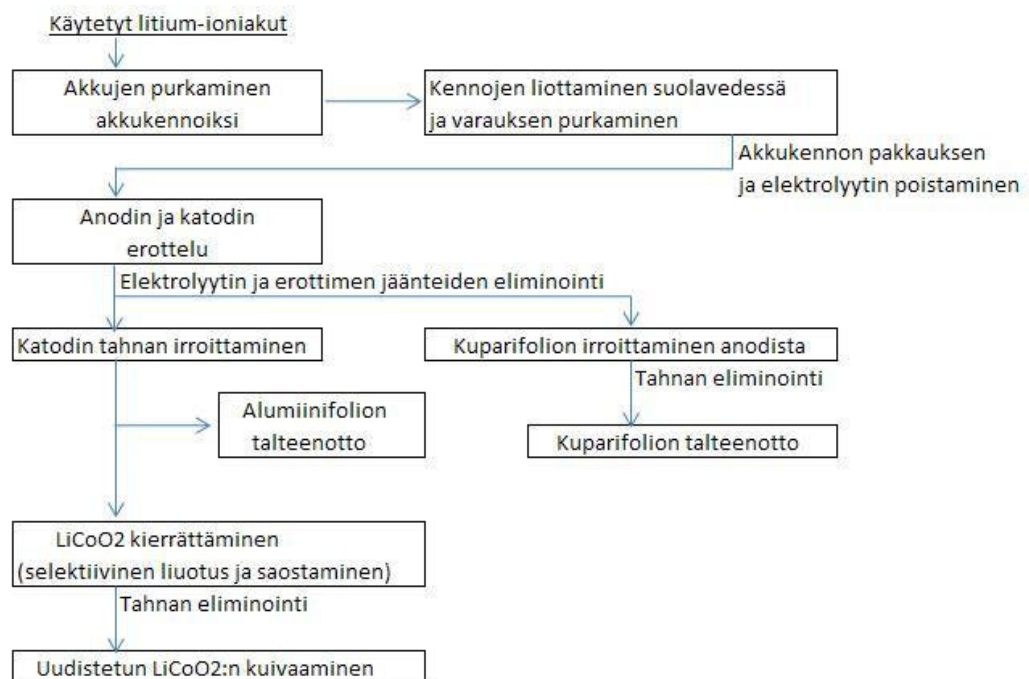 Käytetyt litium-ioniakut
Akkujen purkaminen
akkukennoiksi
Kennojen liottaminen suolavedessä
ja varauksen purkaminen
Akkukennon pakkauksen
ja elektrolyytin poistaminen
Anodin ja katodin
erottelu
Elektrolyytin ja erottimen jäänteiden eliminointi
Katodin tahnan irroittaminen
Kuparifolion irroittaminen anodista
Tahnan eliminointi
Alumiinifolion
talteenotto
Kuparifolion talteenotto
LiCoO2 kierrättäminen
(selektiivinen liuotus ja saostaminen)
Tahnan eliminointi
Uudistetun LiCoO2:n kuivaaminen